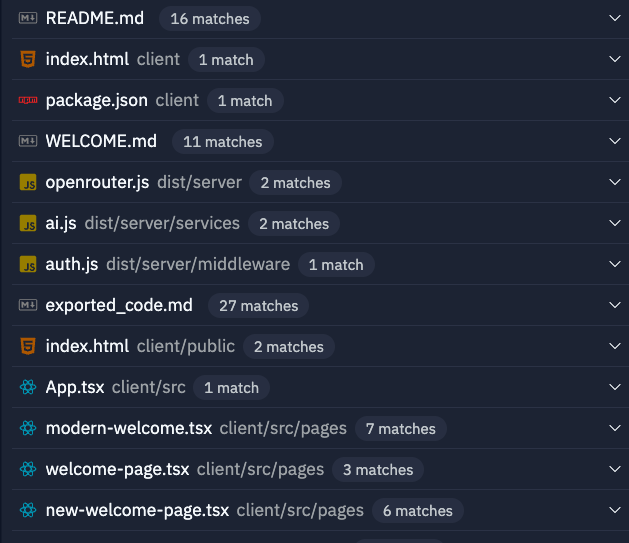 README.md 16 matches
index.html client 1 match
package.json client 1 match
WELCOME.md 11 matches
JS openrouter.js dist/server 2 matches
JS ai.js dist/server/services 2 matches
JS auth.js dist/server/middleware 1 match
exported_code.md 27 matches
index.html client/public 2 matches
App.tsx client/src 1 match
modern-welcome.tsx client/src/pages 7 matches
welcome-page.tsx client/src/pages 3 matches
new-welcome-page.tsx client/src/pages 6 matches